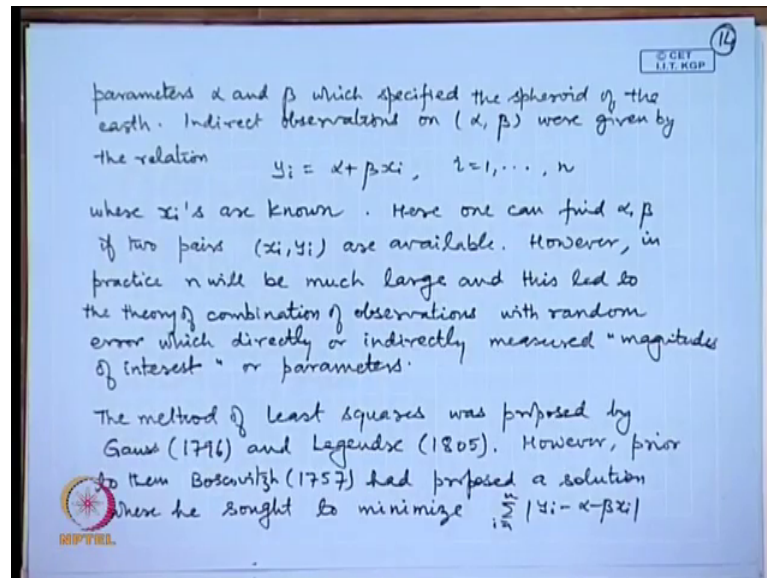 14
© CET
I.I.T. KGP
parameters α and β which specified the spheroid of the
earth. Indirect observations on (α, β) were given by
the relation
yi = α + βxi, i=1,⋯, n
where xi's are known. Here one can find α, β
if two pairs (xi, yi) are available. However, in
practice n will be much large and this led to
the theory of combination of observations with random
error which directly or indirectly measured "magitudes
of interest" or parameters.
The method of least squares was proposed by
Gauss (1796) and Legendre (1805). However, prior
to them Boscovitzh (1757) had proposed a solution
where he sought to minimize n∑i=1 |yi - α - βxi|
NPTEL